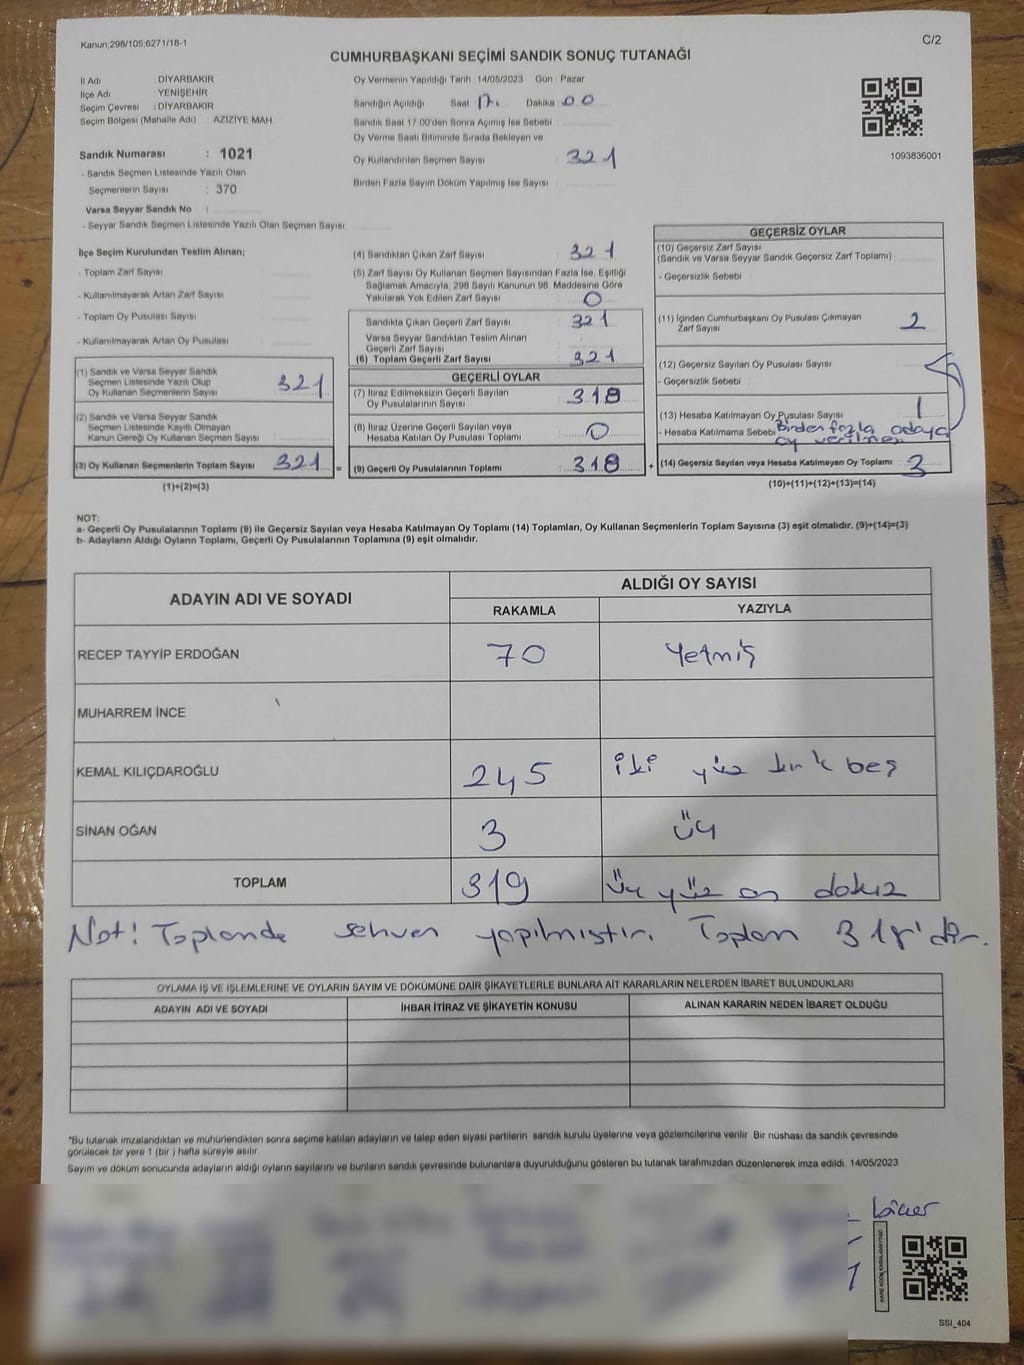 Kanun;298/105;6271/18-1
C/2
CUMHURBAŞKANI SEÇİMİ SANDIK SONUÇ TUTANAĞI
İl Adı : DİYARBAKIR
İlçe Adı : YENİŞEHİR
Seçim Çevresi : DİYARBAKIR
Seçim Bölgesi (Mahalle Adı) : AZİZİYE MAH.
Sandık Numarası : 1021
- Sandık Seçmen Listesinde Yazılı Olan
Seçmenlerin Sayısı : 370
Varsa Seyyar Sandık No :
- Seyyar Sandık Seçmen Listesinde Yazılı Olan Seçmen Sayısı:
Oy Vermenin Yapıldığı Tarih : 14/05/2023 Gün : Pazar
Sandığın Açıldığı Saat : 17. Dakika : 00
Sandık Saat 17:00'den Sonra Açımış İse Sebebi :
Oy Verme Saati Bitiminde Sırada Bekleyen ve
Oy Kullandırılan Seçmen Sayısı : 321
Birden Fazla Sayım Döküm Yapılmış İse Sayısı :
1093836001
İlçe Seçim Kurulundan Teslim Alınan;
- Toplam Zarf Sayısı :
- Kullanılmayarak Artan Zarf Sayısı :
- Toplam Oy Pusulası Sayısı :
- Kullanılmayarak Artan Oy Pusulası :
(1) Sandık ve Varsa Seyyar Sandık
Seçmen Listesinde Yazılı Olup
Oy Kullanan Seçmenlerin Sayısı : 321
(2) Sandık ve Varsa Seyyar Sandık
Seçmen Listesinde Kayıtlı Olmayan
Kanun Gereği Oy Kullanan Seçmen Sayısı :
(3) Oy Kullanan Seçmenlerin Toplam Sayısı : 321 =
(1)+(2)=(3)
(4) Sandıktan Çıkan Zarf Sayısı : 321
(5) Zarf Sayısı Oy Kullanan Seçmen Sayısından Fazla İse, Eşitliği
Sağlamak Amacıyla, 298 Sayılı Kanunun 98. Maddesine Göre
Yakılarak Yok Edilen Zarf Sayısı : 0
Sandıkta Çıkan Geçerli Zarf Sayısı : 321
Varsa Seyyar Sandıktan Teslim Alınan
Geçerli Zarf Sayısı :
(6) Toplam Geçerli Zarf Sayısı : 321
GEÇERLİ OYLAR
(7) İtiraz Edilmeksizin Geçerli Sayılan
Oy Pusulalarının Sayısı : 318
(8) İtiraz Üzerine Geçerli Sayılan veya
Hesaba Katılan Oy Pusulası Toplamı : 0
(9) Geçerli Oy Pusulalarının Toplamı : 318 +
GEÇERSİZ OYLAR
(10) Geçersiz Zarf Sayısı
(Sandık ve Varsa Seyyar Sandık Geçersiz Zarf Toplamı) :
- Geçersizlik Sebebi :
(11) İçinden Cumhurbaşkanı Oy Pusulası Çıkmayan
Zarf Sayısı : 2
(12) Geçersiz Sayılan Oy Pusulası Sayısı :
- Geçersizlik Sebebi :
(13) Hesaba Katılmayan Oy Pusulası Sayısı : 1
- Hesaba Katılmama Sebebi : Birden fazla adaya
oy verilmesi
(14) Geçersiz Sayılan veya Hesaba Katılmayan Oy Toplamı : 3
(10)+(11)+(12)+(13)=(14)
NOT:
a- Geçerli Oy Pusulalarının Toplamı (9) ile Geçersiz Sayılan veya Hesaba Katılmayan Oy Toplamı (14) Toplamları, Oy Kullanan Seçmenlerin Toplam Sayısına (3) eşit olmalıdır. (9)+(14)=(3)
b- Adayların Aldığı Oyların Toplamı, Geçerli Oy Pusulalarının Toplamına (9) eşit olmalıdır.
ADAYIN ADI VE SOYADI
ALDIĞI OY SAYISI
RAKAMLA YAZIYLA
RECEP TAYYİP ERDOĞAN 70 Yetmiş
MUHARREM İNCE
KEMAL KILIÇDAROĞLU 245 iki yüz kırk beş
SİNAN OĞAN 3 üç
TOPLAM 319 Üç yüz on dokuz
Not! Toplamda sehven yapılmıştır. Toplam 318'dir.
OYLAMA İŞ VE İŞLEMLERİNE VE OYLARIN SAYIM VE DÖKÜMÜNE DAİR ŞİKAYETLERLE BUNLARA AİT KARARLARIN NELERDEN İBARET BULUNDUKLARI
ADAYIN ADI VE SOYADI İHBAR İTİRAZ VE ŞİKAYETİN KONUSU ALINAN KARARIN NEDEN İBARET OLDUĞU
*Bu tutanak imzalandıktan ve mühürlendikten sonra seçime katılan adayların ve talep eden siyasi partilerin sandık kurulu üyelerine veya gözlemcilerine verilir. Bir nüshası da sandık çevresinde
görülecek bir yere 1 (bir ) hafta süreyle asılır.
Sayım ve döküm sonucunda adayların aldığı oyların sayılarını ve bunların sandık çevresinde bulunanlara duyurulduğunu gösteren bu tutanak tarafımızdan düzenlenerek imza edildi. 14/05/2023
KARE KODU KARALAMAYINIZ!
SSI_404